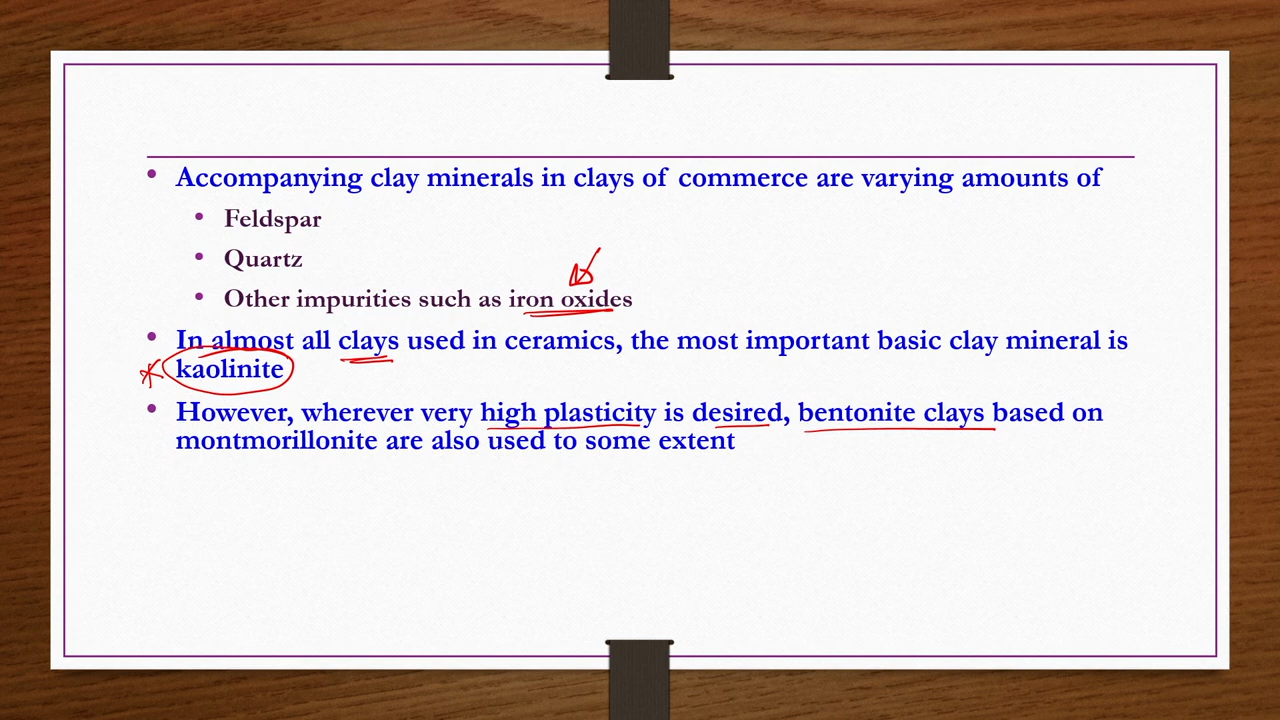 • Accompanying clay minerals in clays of commerce are varying amounts of
• Feldspar
• Quartz
• Other impurities such as iron oxides
• In almost all clays used in ceramics, the most important basic clay mineral is
kaolinite
• However, wherever very high plasticity is desired, bentonite clays based on
montmorillonite are also used to some extent